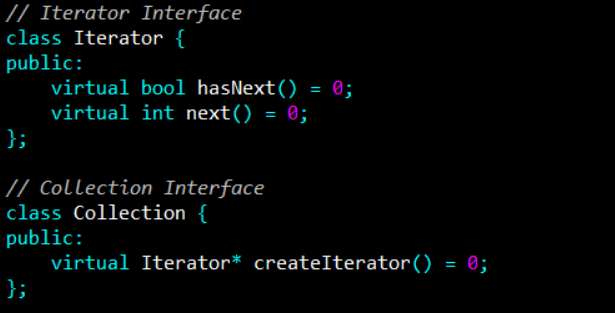 // Iterator Interface
class Iterator {
public:
    virtual bool hasNext() = 0;
    virtual int next() = 0;
};

// Collection Interface
class Collection {
public:
    virtual Iterator* createIterator() = 0;
};